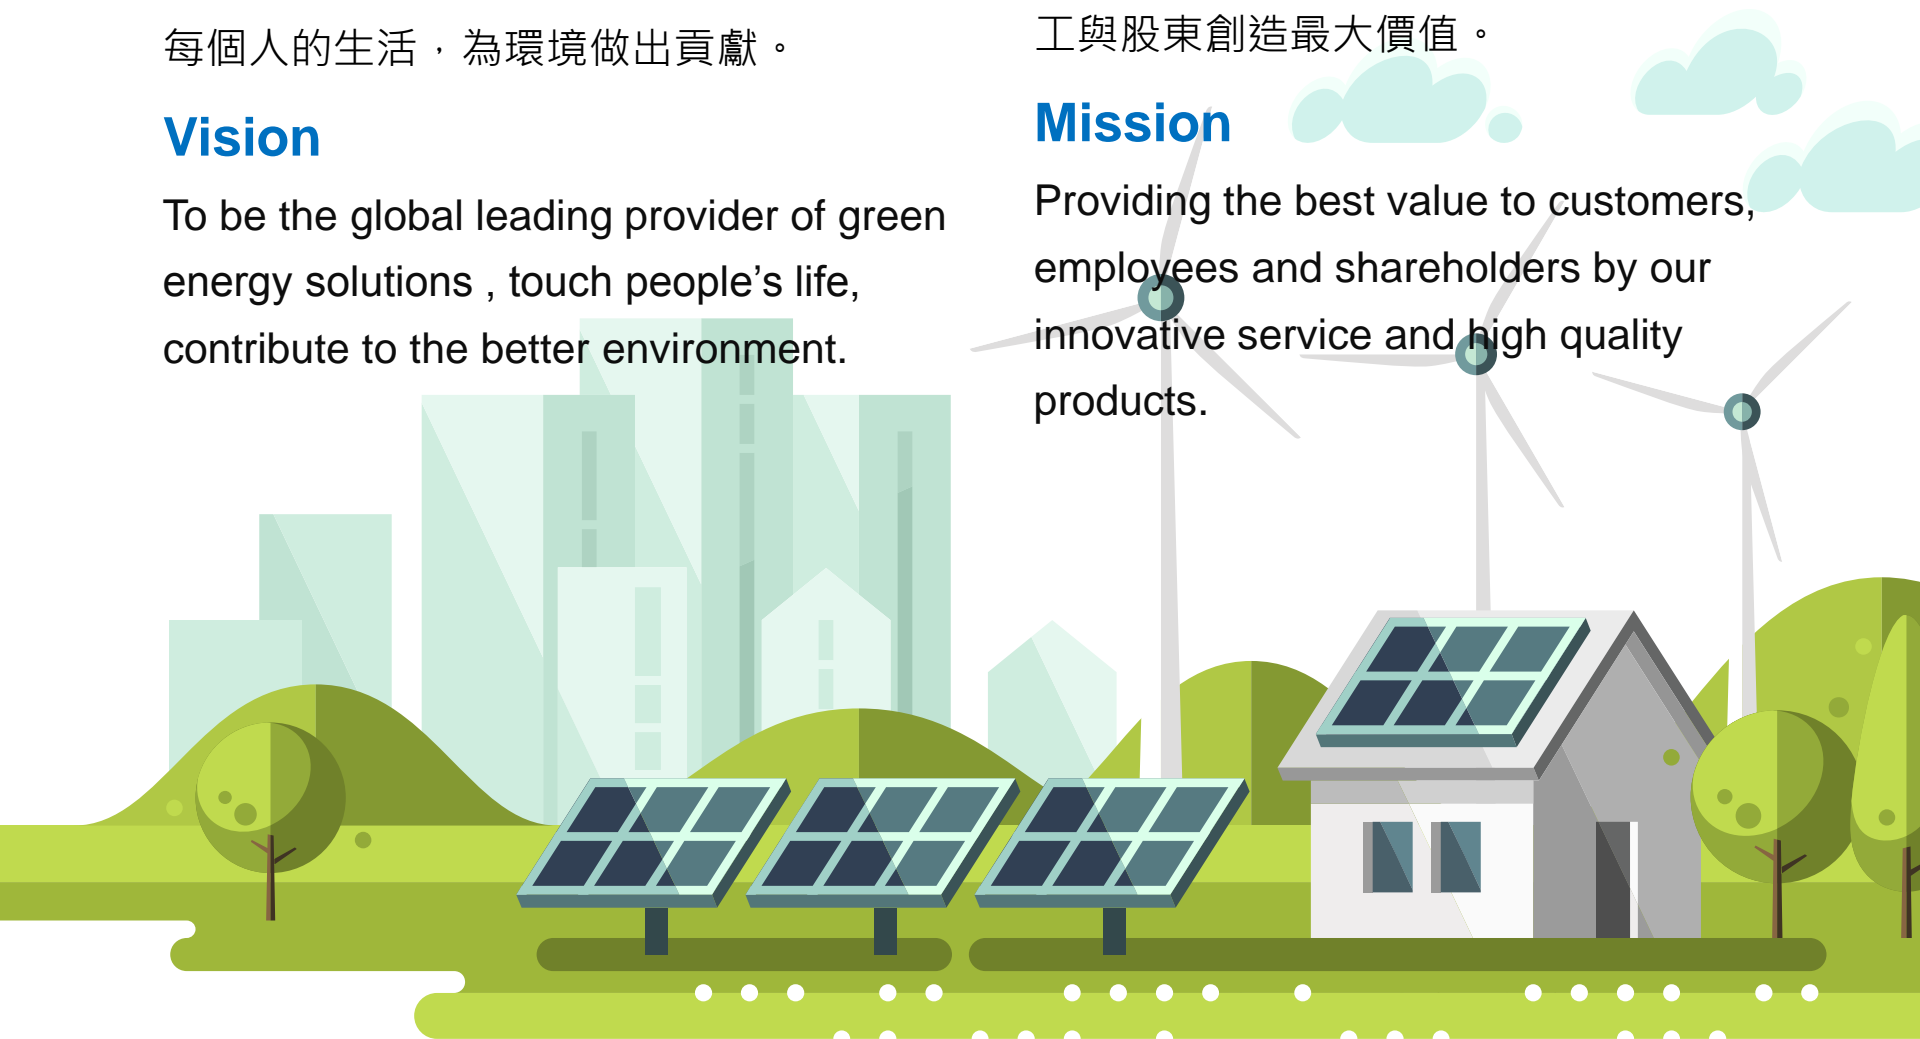 每個人的生活，為環境做出貢獻。
Vision
To be the global leading provider of green
energy solutions , touch people’s life,
contribute to the better environment.
工與股東創造最大價值。
Mission
Providing the best value to customers,
employees and shareholders by our
innovative service and high quality
products.